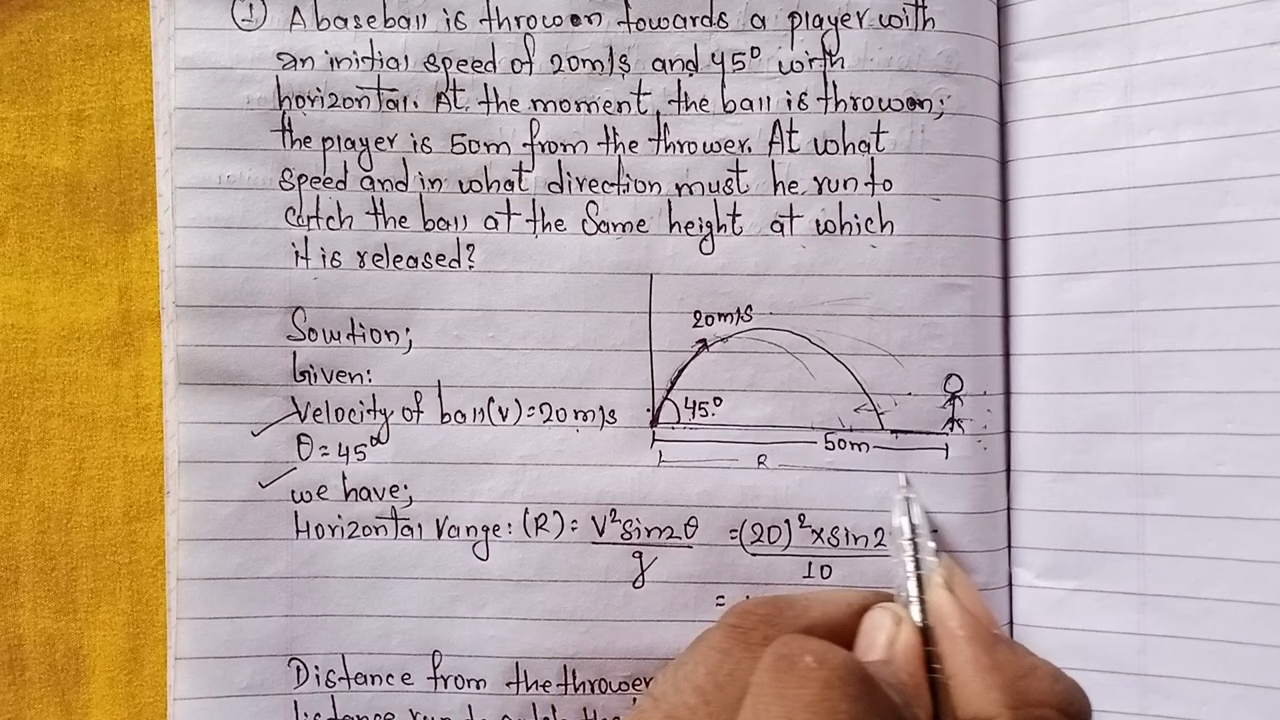 ① A baseball is throwon towards a player with
an initial speed of 20m/s and 45° with
horizontal. At the moment, the ball is throwon;
the player is 50m from the thrower. At what
speed and in what direction must he run to
catch the ball at the same height at which
it is released?
Solution;
20m/s
Given:
Velocity of ball(v)=20m/s
45°
θ=45°
50m
R
we have;
Horizontal range: (R)= V²sin2θ/g =(20)²×sin2/10
=
Distance from the thrower